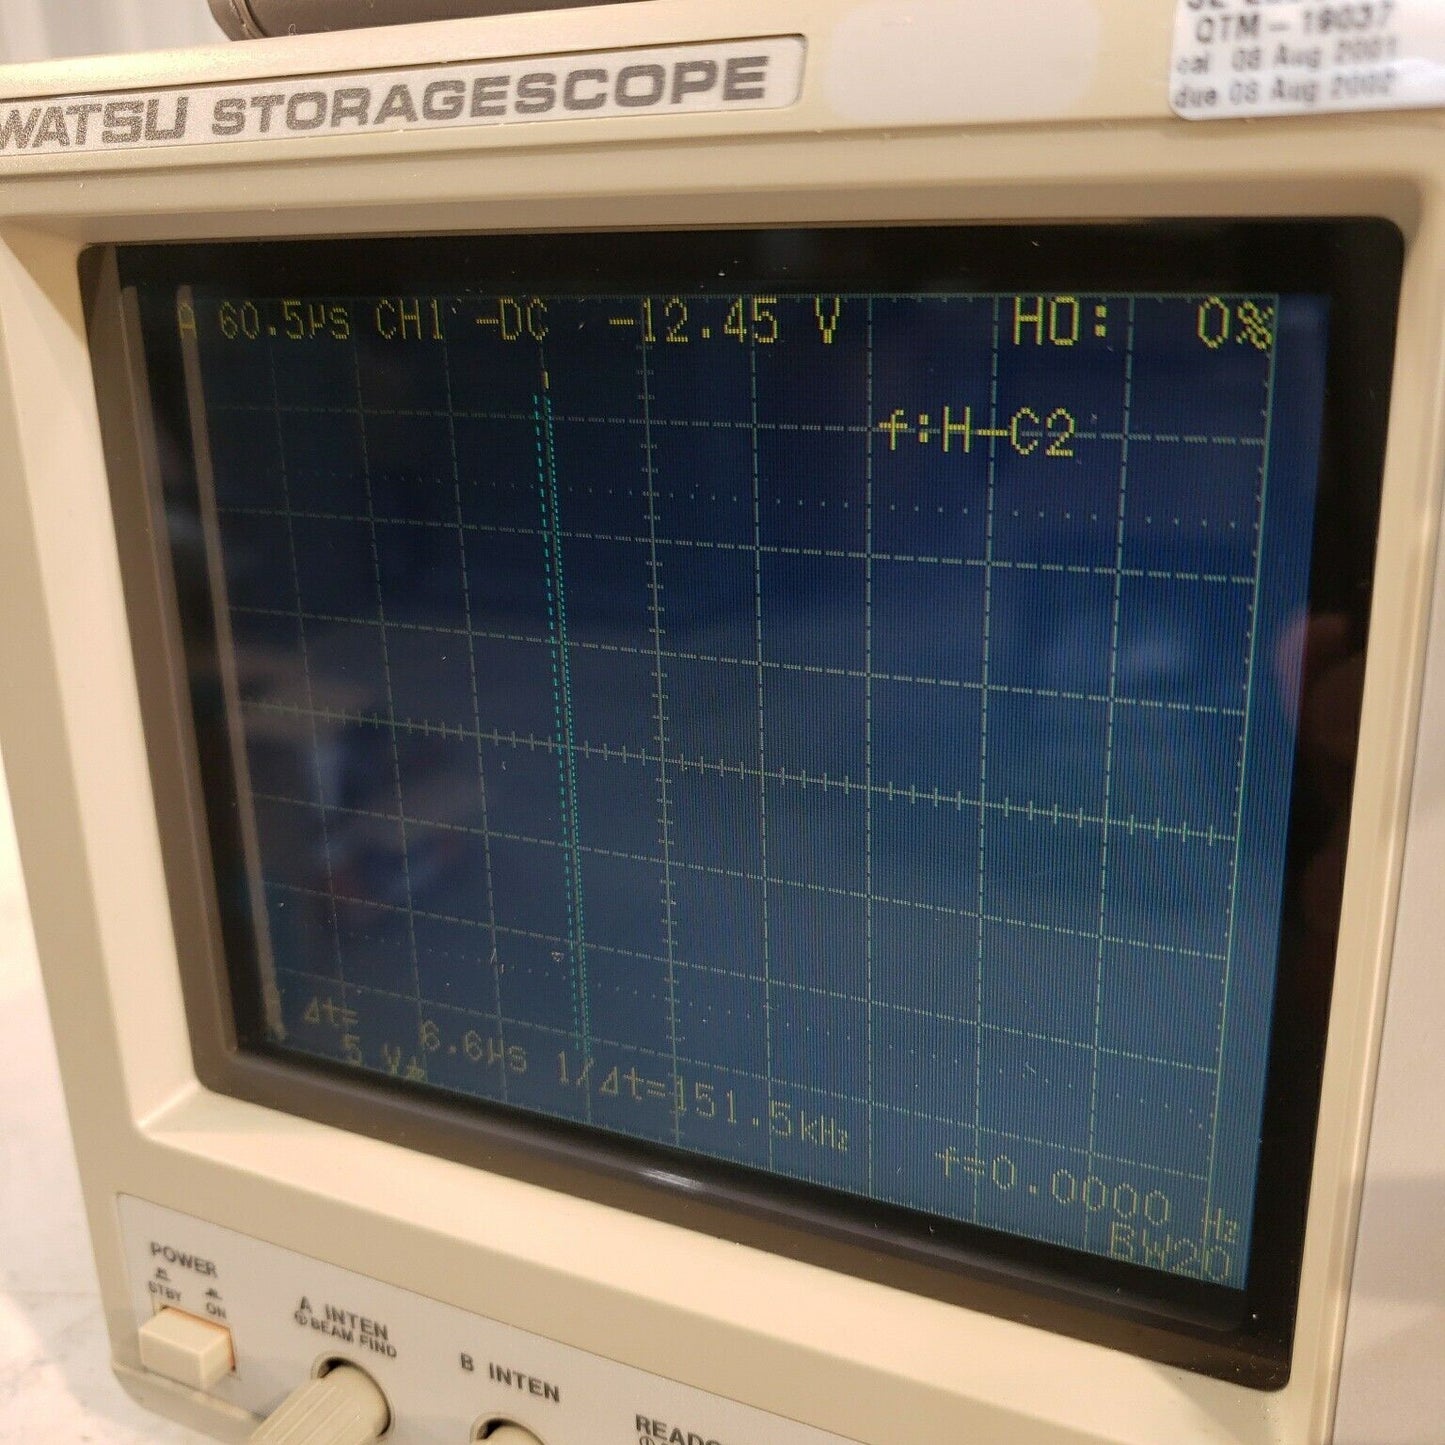 WATSU STORAGESCOPE
QTM - 19037
cal 08 Aug 2001
due 08 Aug 2002
A 60.5µs CH1 -DC -12.45 V HO: 0%
f:H-C2
Δt= 6.6µs 1/Δt=151.5kHz
5 V
f=0.0000 Hz
BW20
POWER
STBY ON
A INTEN
BEAM FIND
B INTEN